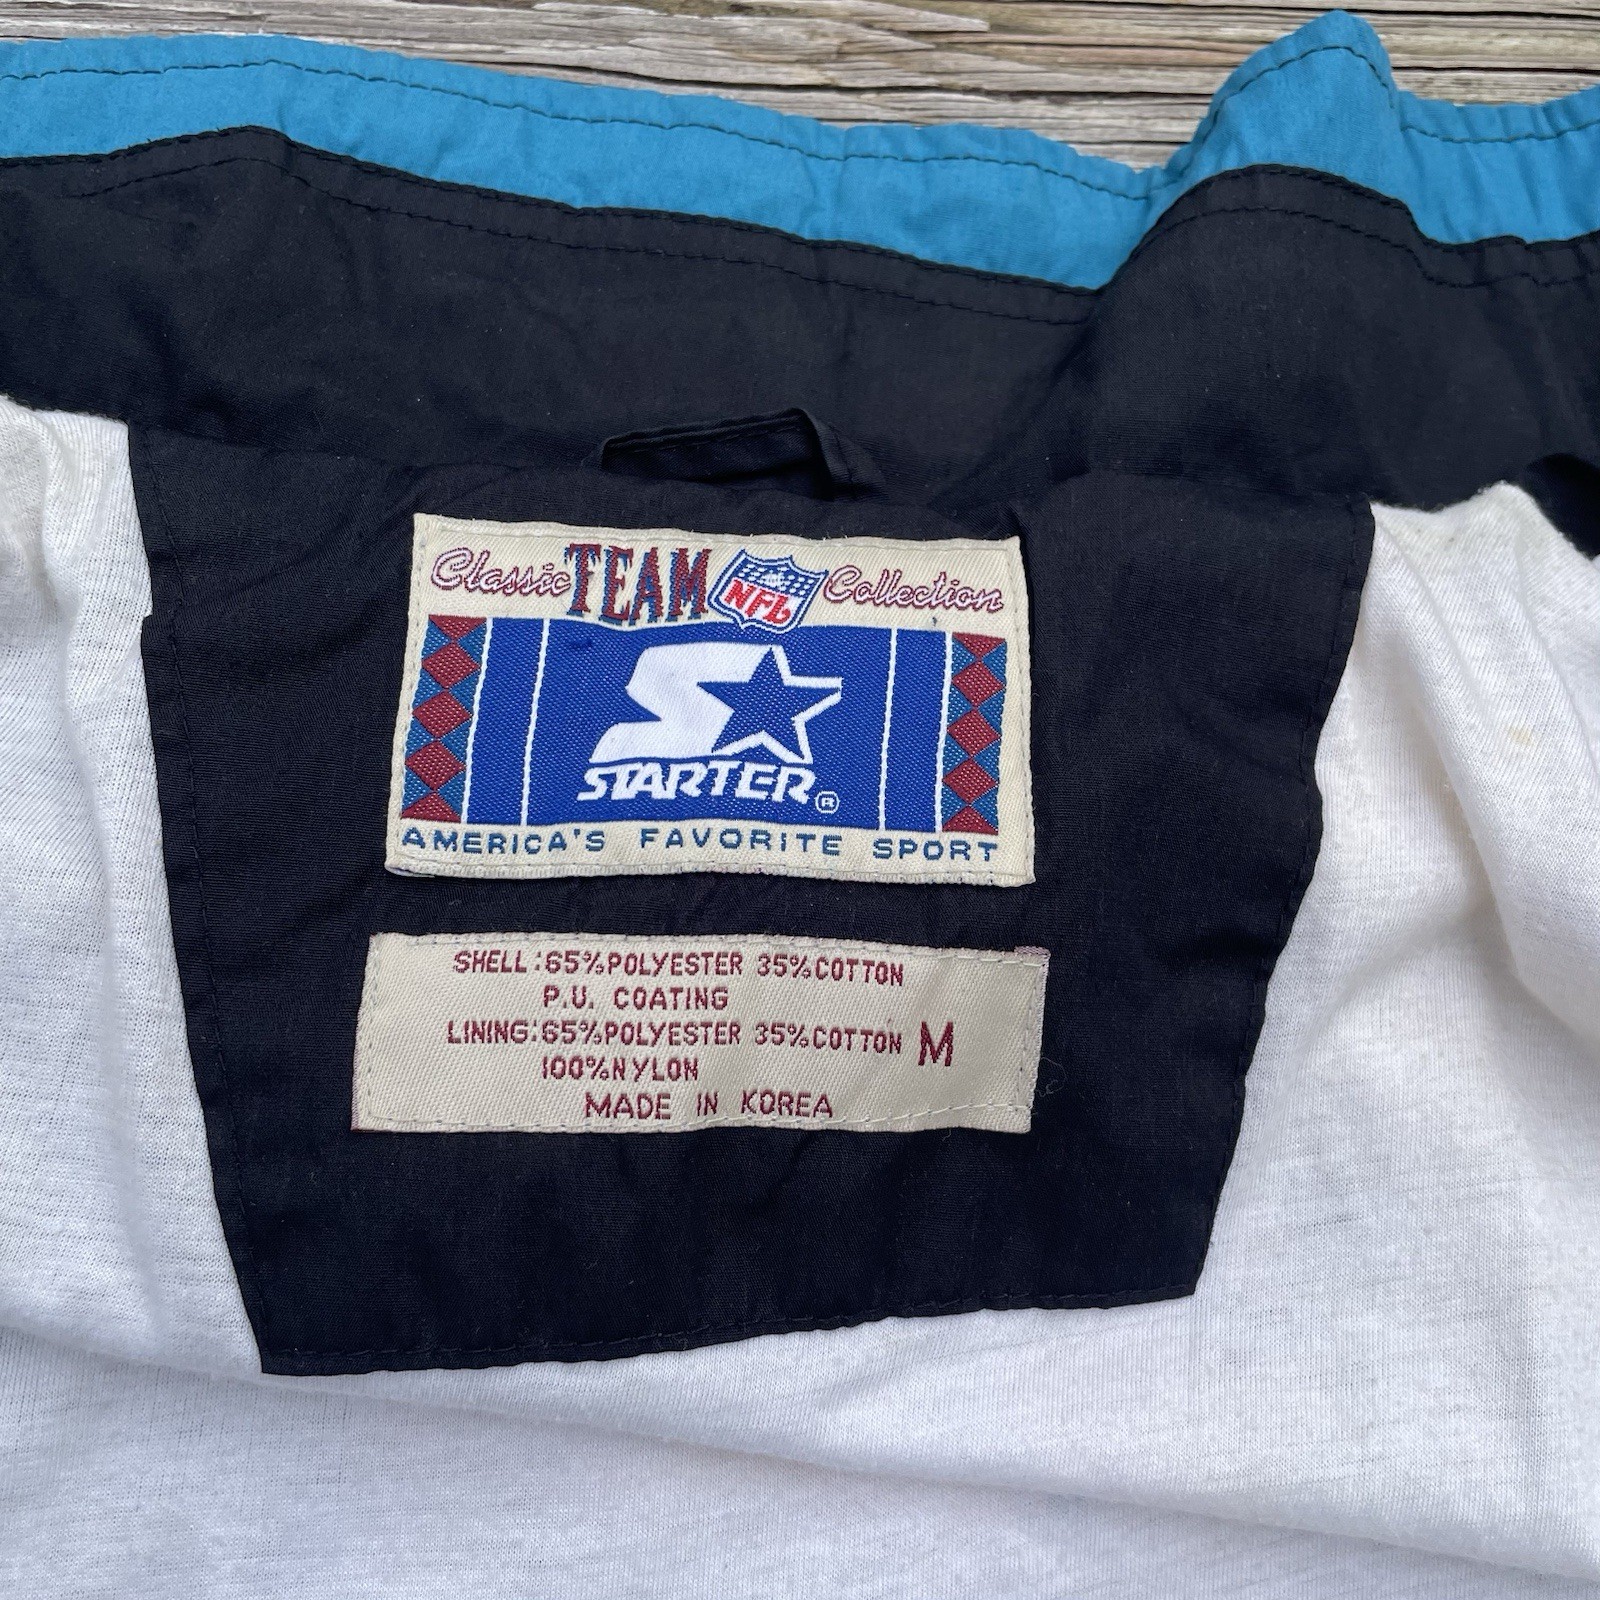 Classic TEAM NFL Collection
STARTER®
AMERICA'S FAVORITE SPORT
SHELL:65%POLYESTER 35%COTTON
P.U. COATING
LINING:65%POLYESTER 35%COTTON M
100%NYLON
MADE IN KOREA